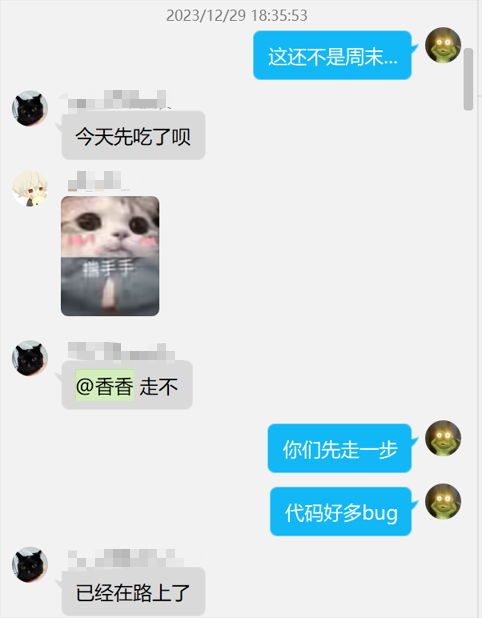 2023/12/29 18:35:53
这还不是周末...
今天先吃了呗
搓手手
@香香 走不
你们先走一步
代码好多bug
已经在路上了